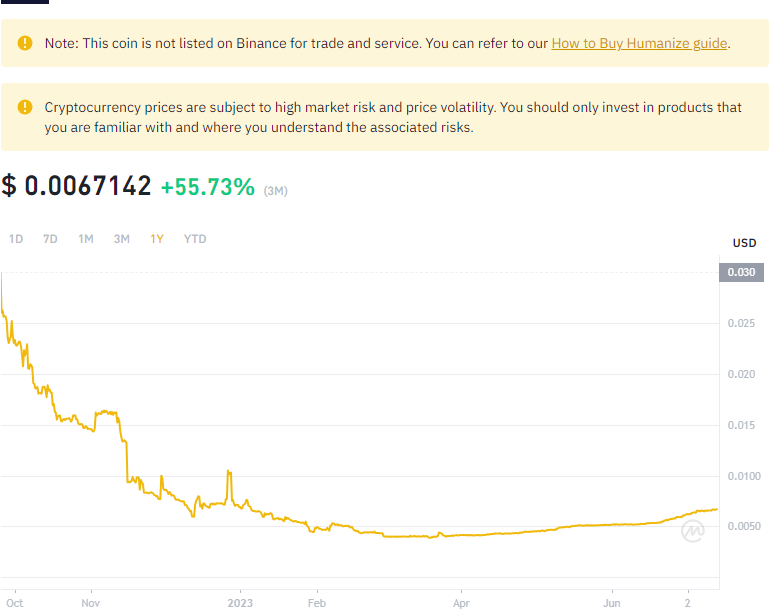 Note: This coin is not listed on Binance for trade and service. You can refer to our How to Buy Humanize guide.
Cryptocurrency prices are subject to high market risk and price volatility. You should only invest in products that
you are familiar with and where you understand the associated risks.
$ 0.0067142 +55.73% (3M)
1D 7D 1M 3M 1Y YTD
USD
0.030
0.025
0.020
0.015
0.0100
0.0050
Oct Nov 2023 Feb Apr Jun 2